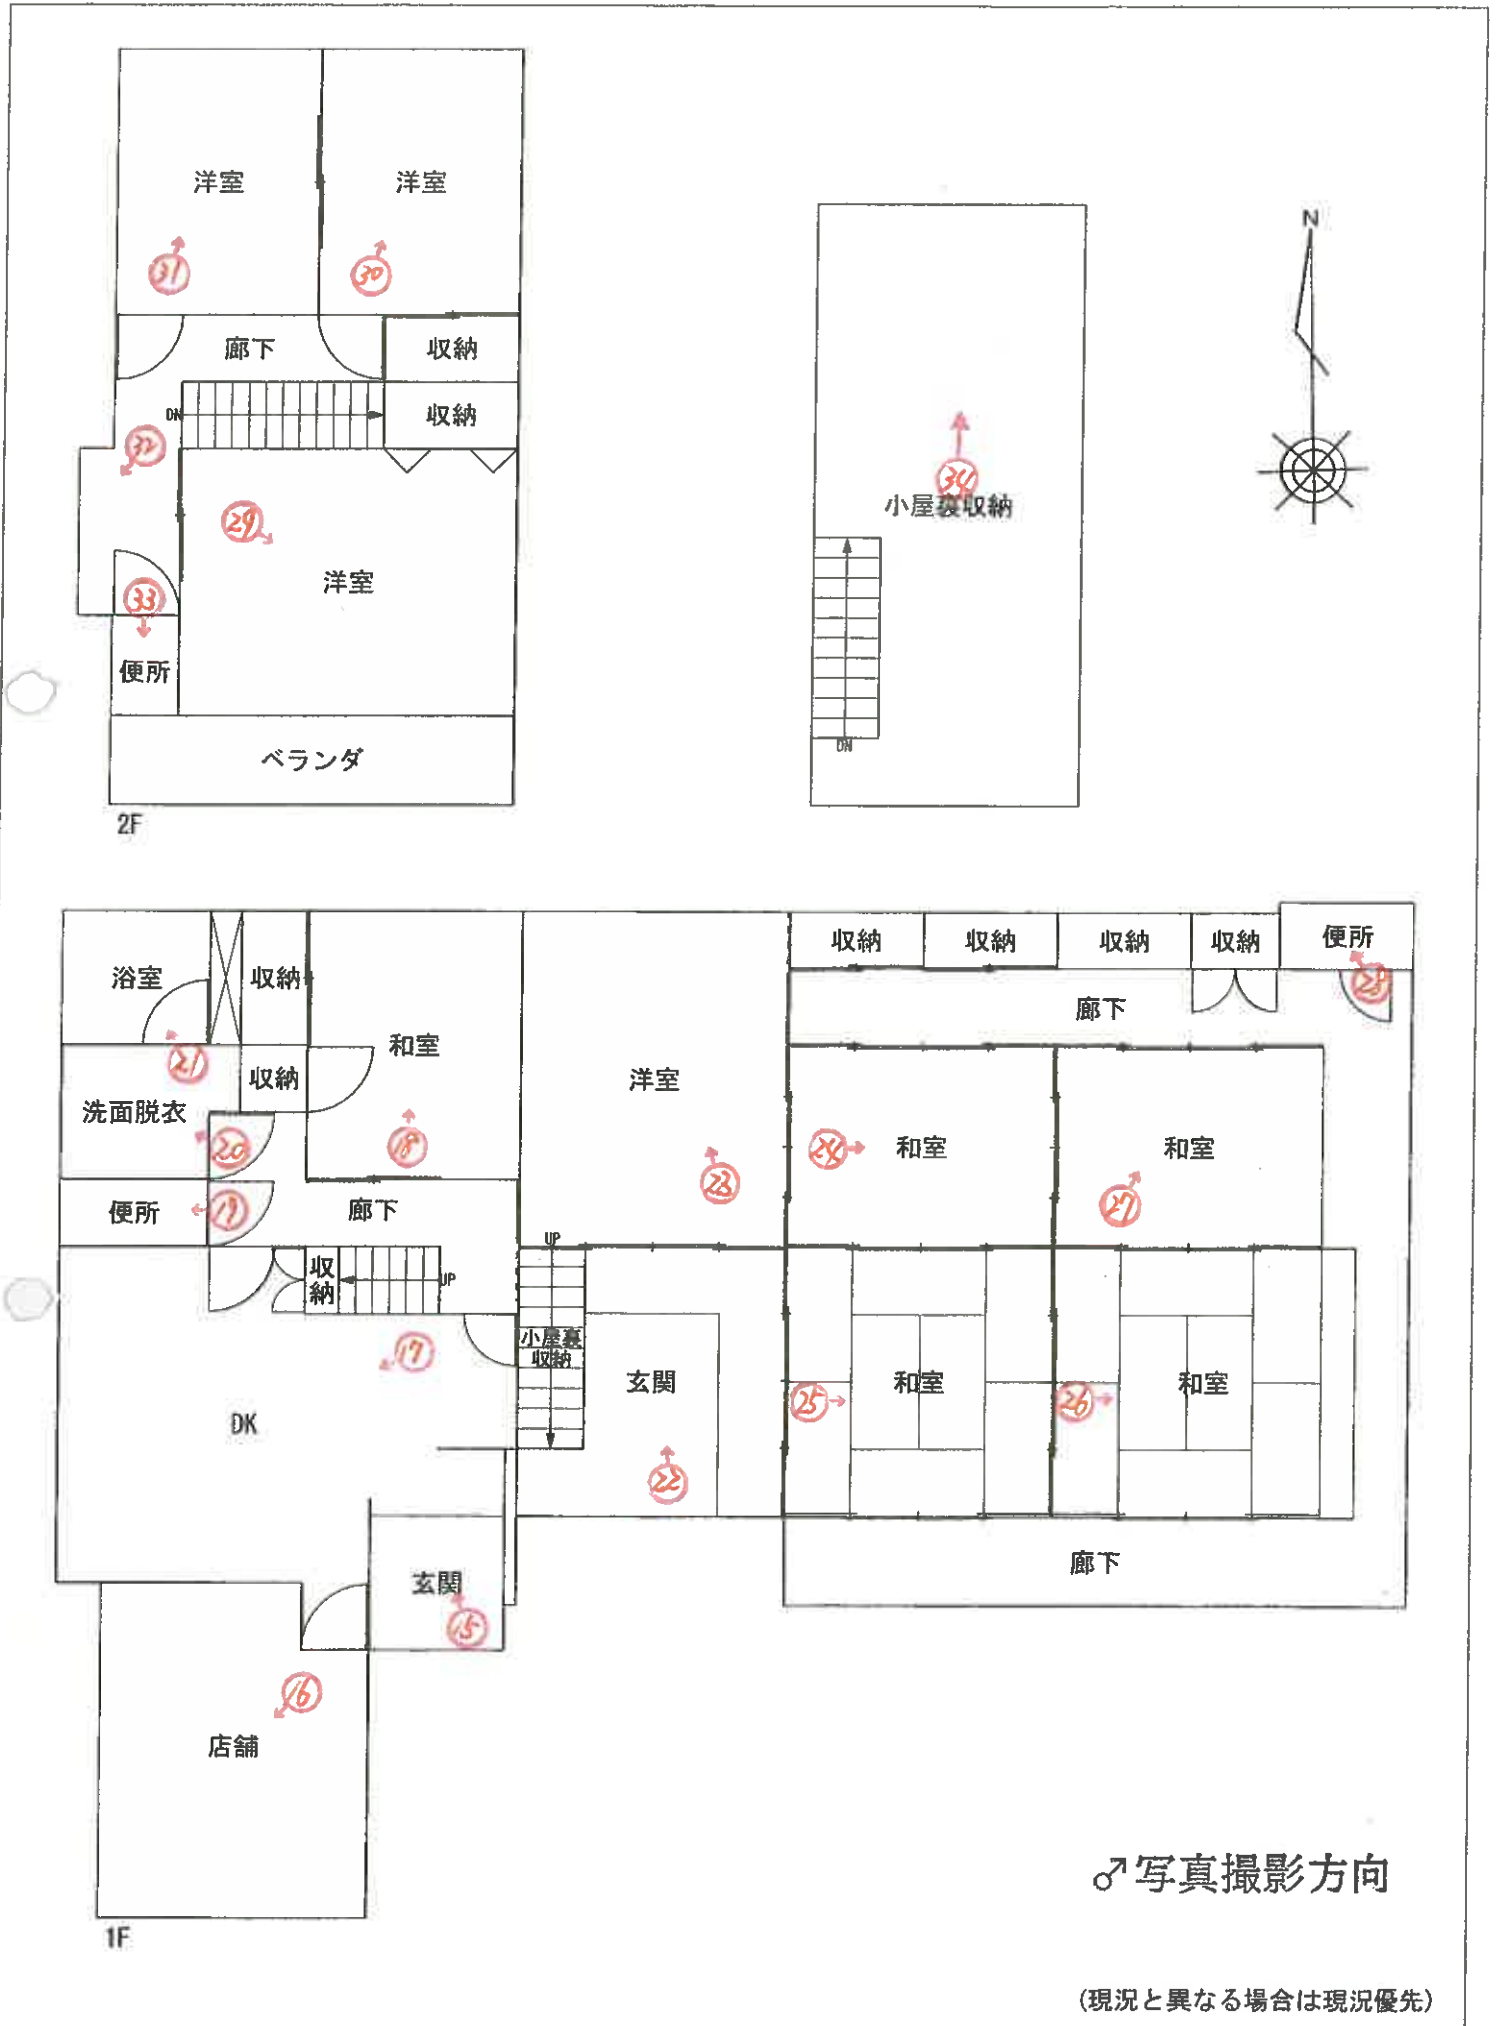 洋室
洋室
31
30
廊下
収納
DN
収納
32
29
洋室
33
便所
ベランダ
2F
34
小屋裏収納
DN
N
浴室
収納
和室
洋室
収納
収納
収納
収納
便所
28
廊下
21
収納
洗面脱衣
20
18
23
24
和室
和室
27
便所
19
廊下
収納
UP
UP
小屋裏
収納
17
玄関
25
和室
26
和室
DK
22
玄関
15
廊下
16
店舗
1F
♂写真撮影方向
(現況と異なる場合は現況優先)